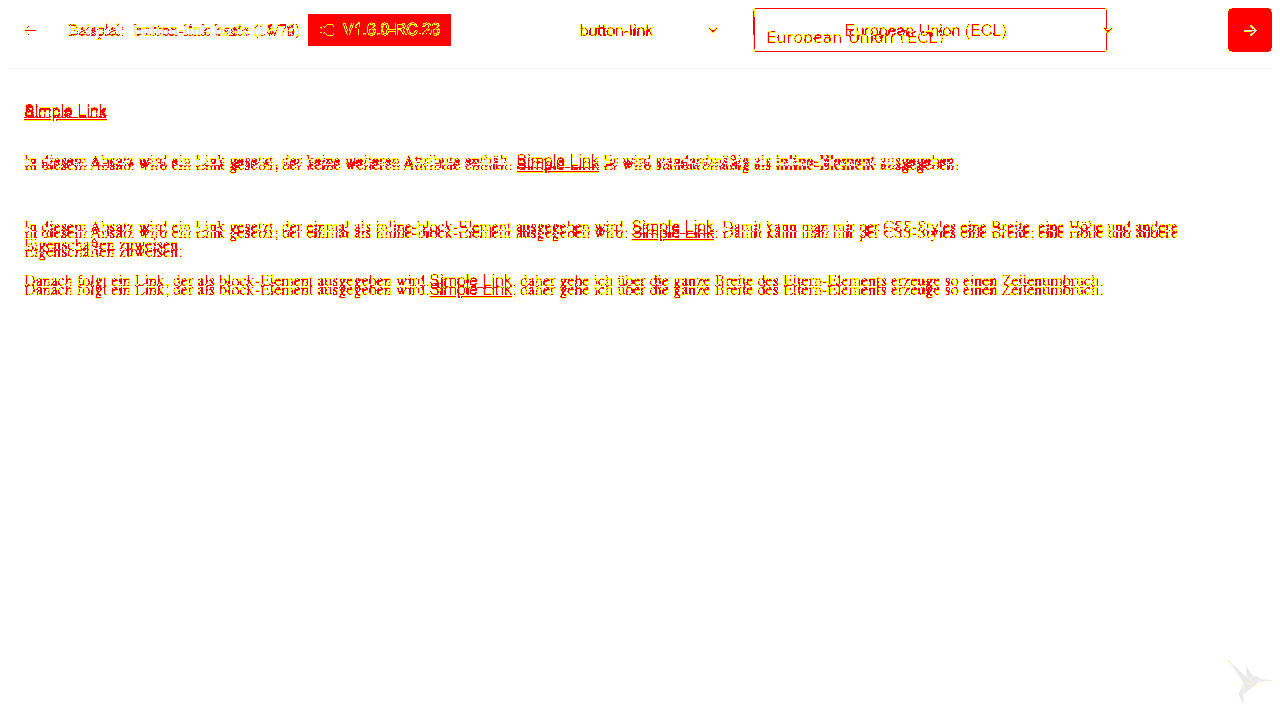 Beispiel: button-link basic (16/76) V1.6.0-RC.23 button-link European Union (ECL)
European Union (ECL)
Simple Link
In diesem Absatz wird ein Link gesetzt, der keine weiteren Attribute enthält. Simple Link Er wird standardmäßig als inline-Element ausgegeben.
In diesem Absatz wird ein Link gesetzt, der einmal als inline-block-Element ausgegeben wird. Simple Link. Damit kann man mir per CSS-Styles eine Breite, eine Höhe und andere
Eigenschaften zuweisen.
Danach folgt ein Link, der als block-Element ausgegeben wird. Simple Link, daher gehe ich über die ganze Breite des Eltern-Elements erzeuge so einen Zeilenumbruch.